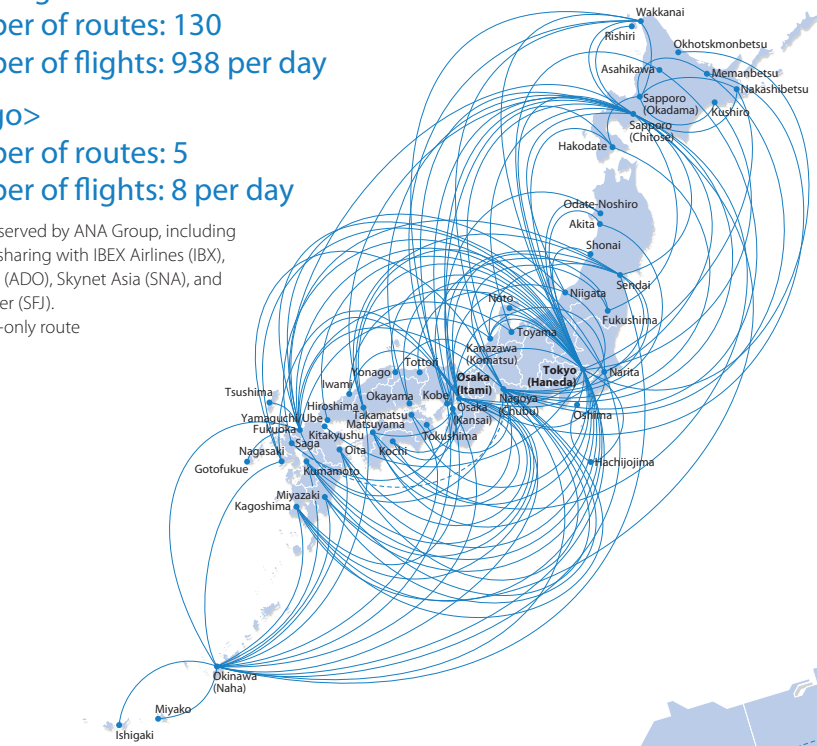 ber of routes: 130
ber of flights: 938 per day
go>
ber of routes: 5
ber of flights: 8 per day
served by ANA Group, including
sharing with IBEX Airlines (IBX),
(ADO), Skynet Asia (SNA), and
er (SFJ).
-only route
Wakkanai
Rishiri
Okhotskmonbetsu
Asahikawa
Memanbetsu
Nakashibetsu
Sapporo
(Okadama)
Kushiro
Sapporo
(Chitose)
Hakodate
Odate-Noshiro
Akita
Shonai
Sendai
Niigata
Noto
Fukushima
Toyama
Kanazawa
(Komatsu)
Tottori
Yonago
Tokyo
(Haneda)
Narita
Osaka
(Itami)
Iwami
Tsushima
Okayama
Kobe
Nagoya
(Chubu)
Hiroshima
Osaka
(Kansai)
Oshima
Yamaguchi Ube
Takamatsu
Matsuyama
Fukuoka
Kitakyushu
Tokushima
Saga
Oita
Kochi
Nagasaki
Gotofukue
Kumamoto
Hachijojima
Miyazaki
Kagoshima
Okinawa
(Naha)
Miyako
Ishigaki